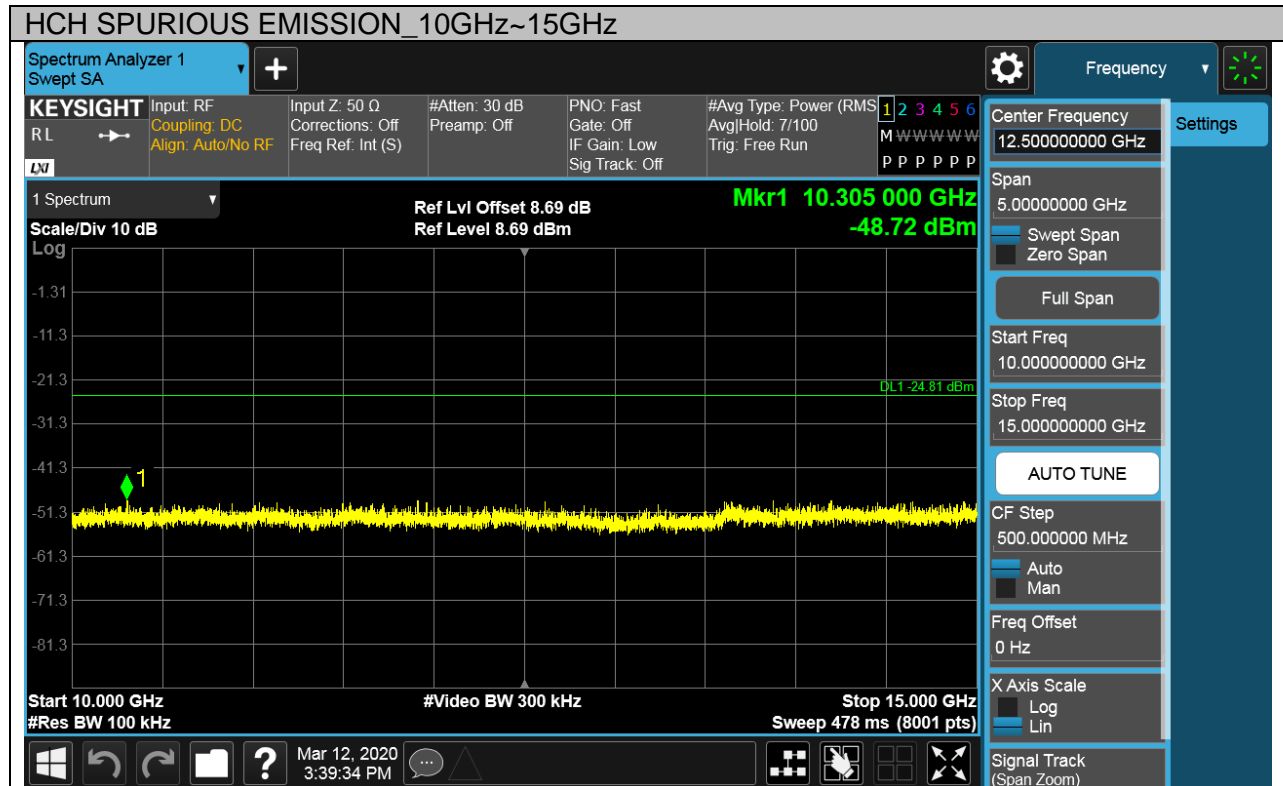 HCH SPURIOUS EMISSION_10GHz~15GHz
Spectrum Analyzer 1
Swept SA
Frequency
KEYSIGHT
RL
LXI
Input: RF
Coupling: DC
Align: Auto/No RF
Input Z: 50 Ω
Corrections: Off
Freq Ref: Int (S)
#Atten: 30 dB
Preamp: Off
PNO: Fast
Gate: Off
IF Gain: Low
Sig Track: Off
#Avg Type: Power (RMS
Avg|Hold: 7/100
Trig: Free Run
1 2 3 4 5 6
M W W W W W
P P P P P P
1 Spectrum
Scale/Div 10 dB
Log
Ref Lvl Offset 8.69 dB
Ref Level 8.69 dBm
Mkr1 10.305 000 GHz
-48.72 dBm
-1.31
-11.3
-21.3
DL1 -24.81 dBm
-31.3
-41.3
1
-51.3
-61.3
-71.3
-81.3
Start 10.000 GHz
#Video BW 300 kHz
Stop 15.000 GHz
#Res BW 100 kHz
Sweep 478 ms (8001 pts)
Mar 12, 2020
3:39:34 PM
Center Frequency
12.500000000 GHz
Settings
Span
5.00000000 GHz
Swept Span
Zero Span
Full Span
Start Freq
10.000000000 GHz
Stop Freq
15.000000000 GHz
AUTO TUNE
CF Step
500.000000 MHz
Auto
Man
Freq Offset
0 Hz
X Axis Scale
Log
Lin
Signal Track
(Span Zoom)